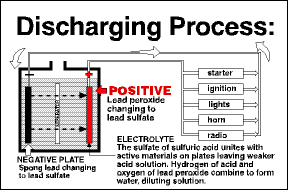 Discharging Process:
POSITIVE
Lead peroxide
changing to
lead sulfate
starter
ignition
lights
horn
radio
NEGATIVE PLATE
Spong lead changing
to lead sulfate
ELECTROLYTE
The sulfate of sulfuric acid unites with
active materials on plates leaving weaker
acid solution. Hydrogen of acid and
oxygen of lead peroxide combine to form
water, diluting solution.